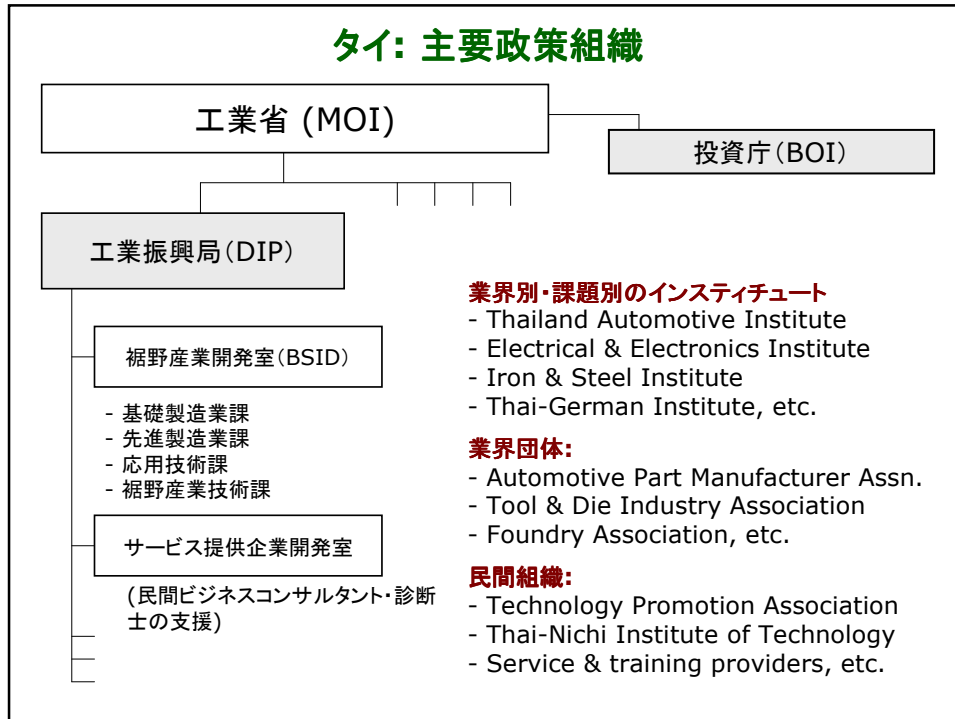 タイ: 主要政策組織
工業省 (MOI)
投資庁(BOI)
工業振興局(DIP)
裾野産業開発室(BSID)
- 基礎製造業課
- 先進製造業課
- 応用技術課
- 裾野産業技術課
サービス提供企業開発室
(民間ビジネスコンサルタント・診断
士の支援)
業界別・課題別のインスティチュート
- Thailand Automotive Institute
- Electrical & Electronics Institute
- Iron & Steel Institute
- Thai-German Institute, etc.
業界団体:
- Automotive Part Manufacturer Assn.
- Tool & Die Industry Association
- Foundry Association, etc.
民間組織:
- Technology Promotion Association
- Thai-Nichi Institute of Technology
- Service & training providers, etc.